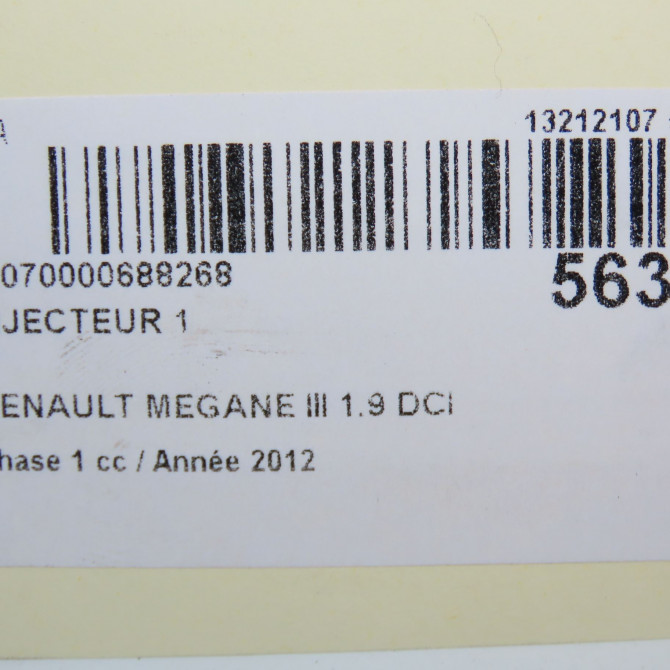 A
13212107
070000688268
563
JECTEUR 1
ENAULT MEGANE III 1.9 DCI
hase 1 cc / Année 2012